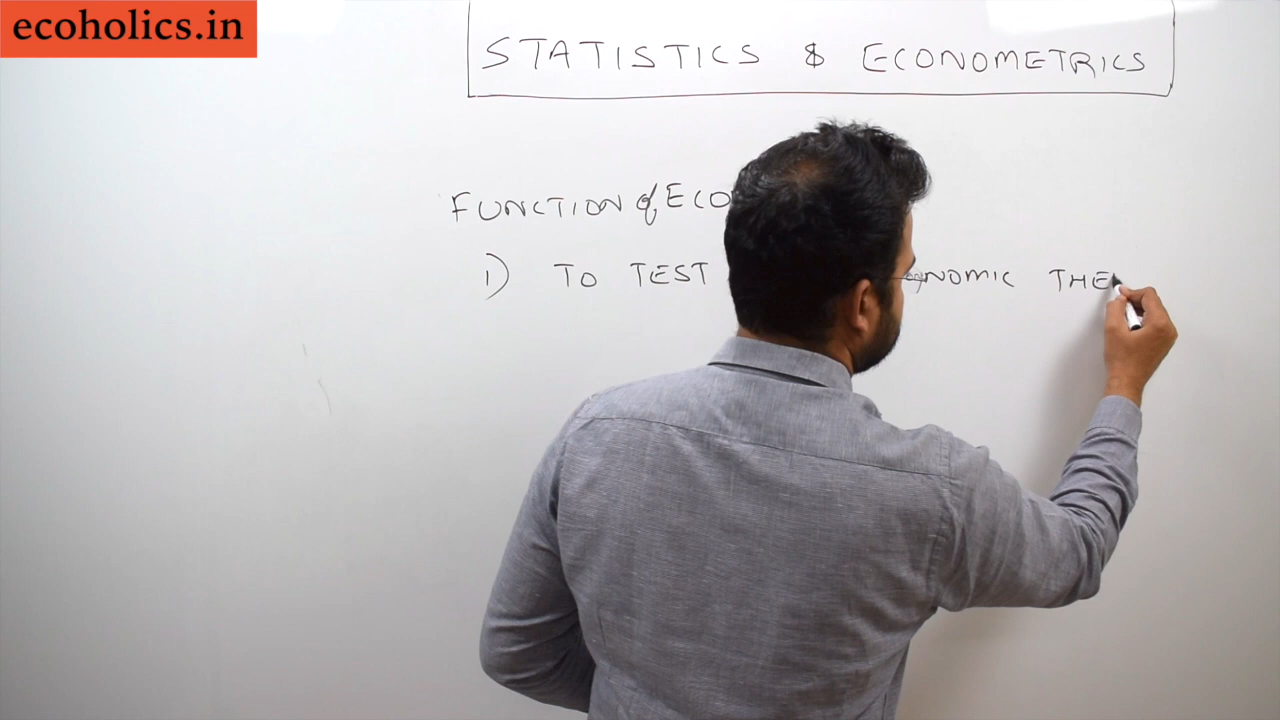 ecoholics.in
STATISTICS & ECONOMETRICS
FUNCTION of ECO
1) TO TEST NOMIC THE